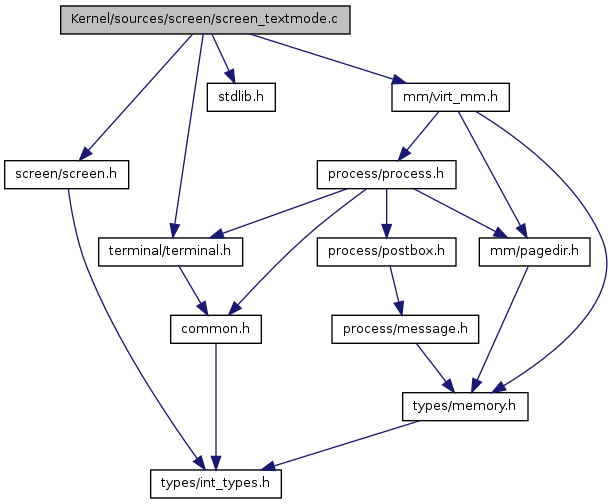 Kernel/sources/screen/screen_textmode.c
stdlib.h
mm/virt_mm.h
screen/screen.h
process/process.h
terminal/terminal.h
process/postbox.h
mm/pagedir.h
common.h
process/message.h
types/memory.h
types/int_types.h